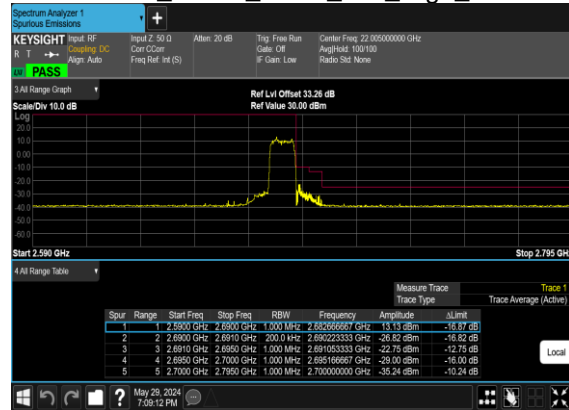 Spectrum Analyzer 1
Spurious Emissions
KEYSIGHT Input: RF Input Z: 50 Ω Atten: 20 dB Trig: Free Run Center Freq: 22.005000000 GHz
R T Coupling: DC Corr CCorr Gate: Off Avg|Hold: 100/100
Align: Auto Freq Ref: Int (S) IF Gain: Low Radio Std: None
PASS
3 All Range Graph
Ref Lvl Offset 33.26 dB
Scale/Div 10.0 dB Ref Value 30.00 dBm
Log
20.0
10.0
0.00
-10.0
-20.0
-30.0
-40.0
-50.0
-60.0
Start 2.590 GHz Stop 2.795 GHz
4 All Range Table
Measure Trace Trace 1
Trace Type Trace Average (Active)
Spur Range Start Freq Stop Freq RBW Frequency Amplitude ΔLimit
1 1 2.5900 GHz 2.6900 GHz 1.000 MHz 2.682666667 GHz 13.13 dBm -16.87 dB
2 2 2.6900 GHz 2.6910 GHz 200.0 kHz 2.690223333 GHz -26.82 dBm -16.82 dB
3 3 2.6910 GHz 2.6950 GHz 1.000 MHz 2.691053333 GHz -22.75 dBm -12.75 dB
4 4 2.6950 GHz 2.7000 GHz 1.000 MHz 2.695166667 GHz -29.00 dBm -16.00 dB
5 5 2.7000 GHz 2.7950 GHz 1.000 MHz 2.700000000 GHz -35.24 dBm -10.24 dB
Local
? May 29, 2024
7:09:12 PM